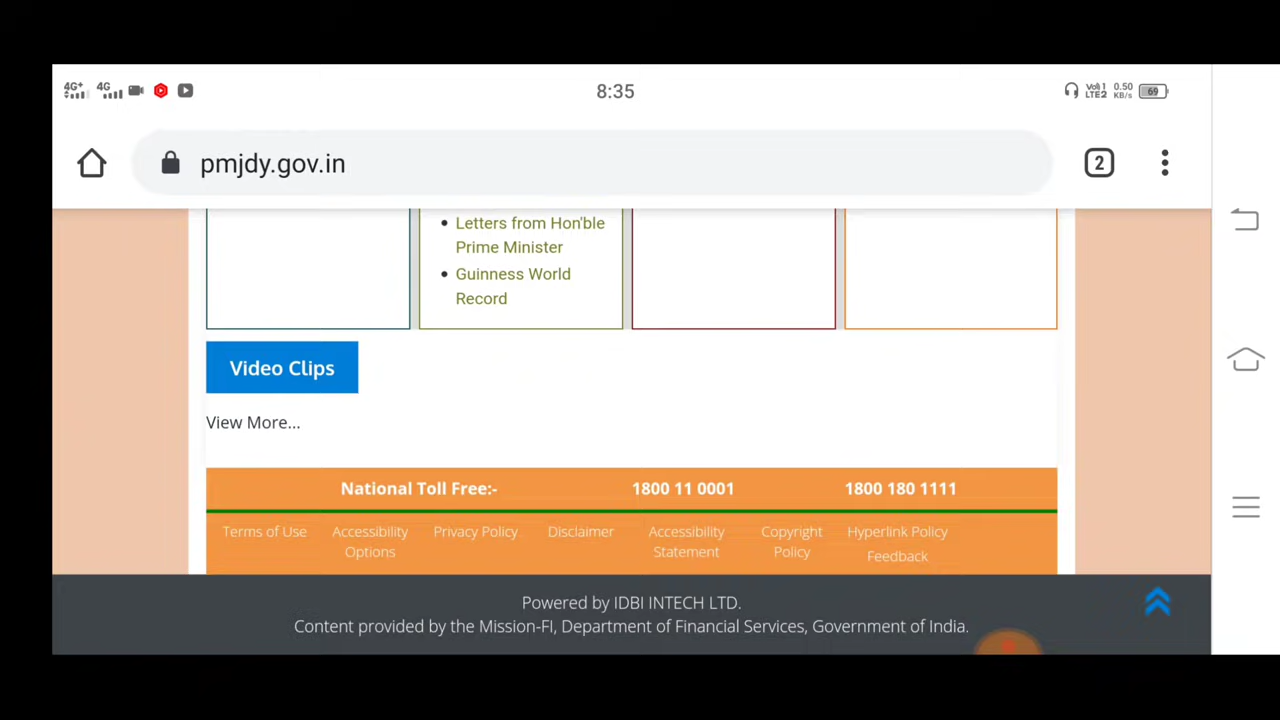 4G+ 4G 8:35 Vo) 1 LTE2 0.50 KB/s 69
pmjdy.gov.in 2
Letters from Hon'ble
Prime Minister
Guinness World
Record
Video Clips
View More...
National Toll Free:- 1800 11 0001 1800 180 1111
Terms of Use Accessibility Options Privacy Policy Disclaimer Accessibility Statement Copyright Policy Hyperlink Policy
Feedback
Powered by IDBI INTECH LTD.
Content provided by the Mission-FI, Department of Financial Services, Government of India.